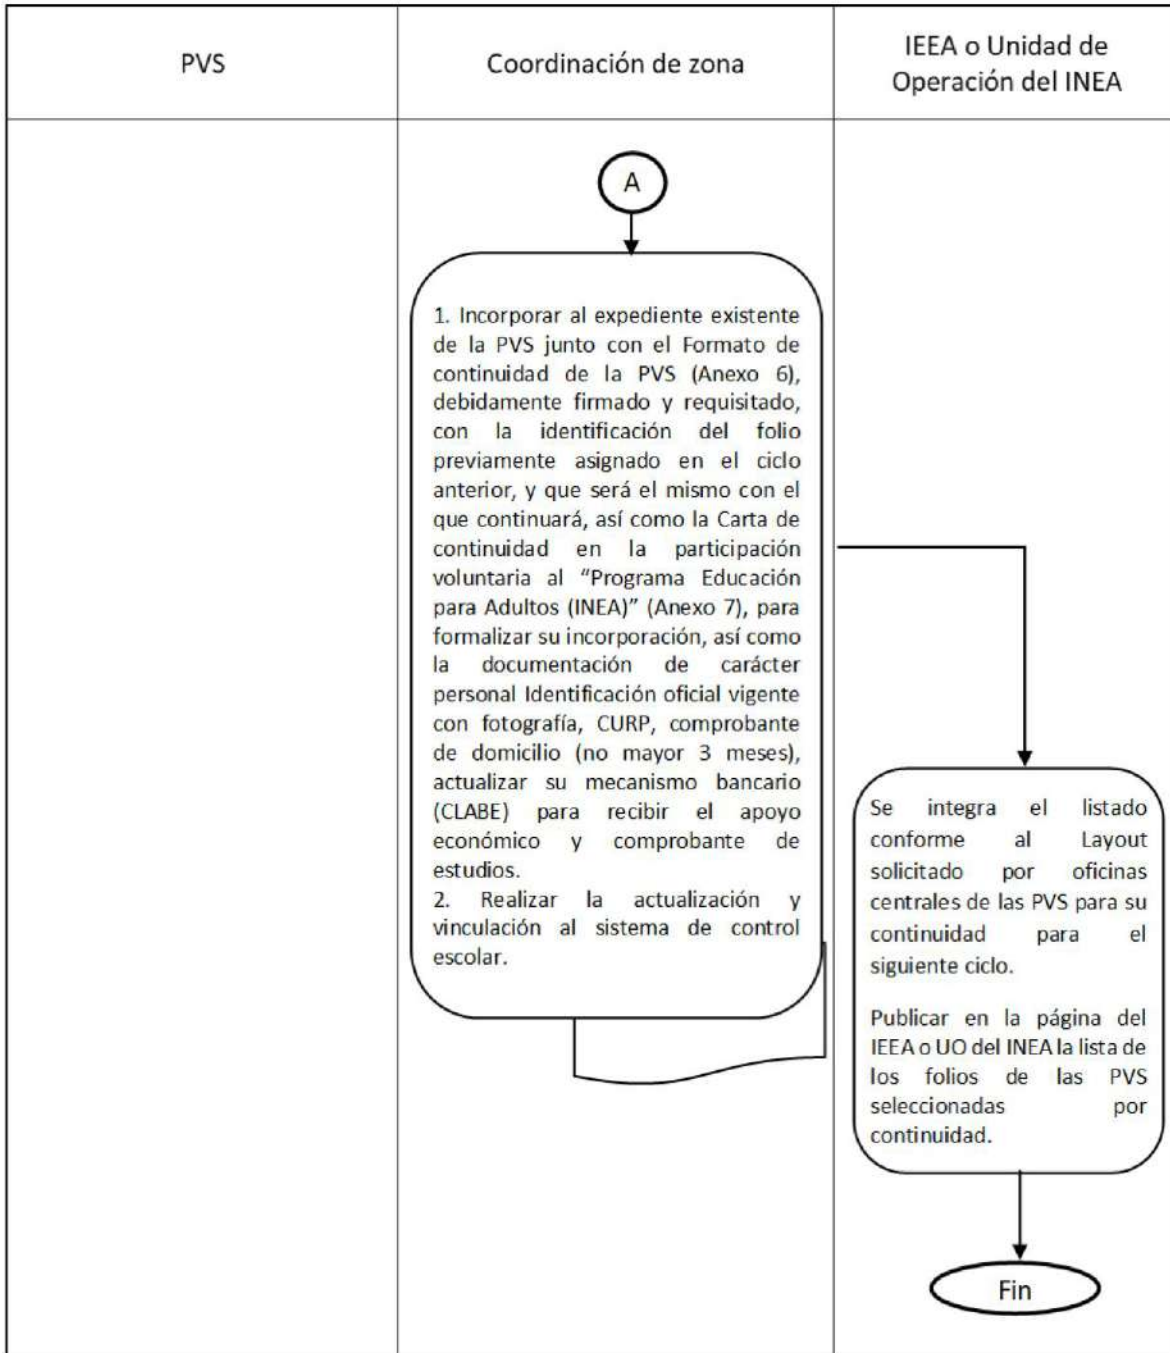 PVS
Coordinación de zona
IEEA o Unidad de
Operación del INEA
A
1. Incorporar al expediente existente
de la PVS junto con el Formato de
continuidad de la PVS (Anexo 6),
debidamente firmado y requisitado,
con la identificación del folio
previamente asignado en el ciclo
anterior, y que será el mismo con el
que continuará, así como la Carta de
continuidad en la participación
voluntaria al “Programa Educación
para Adultos (INEA)” (Anexo 7), para
formalizar su incorporación, así como
la documentación de carácter
personal Identificación oficial vigente
con fotografía, CURP, comprobante
de domicilio (no mayor 3 meses),
actualizar su mecanismo bancario
(CLABE) para recibir el apoyo
económico y comprobante de
estudios.
2. Realizar la actualización y
vinculación al sistema de control
escolar.
Se integra el listado
conforme al Layout
solicitado por oficinas
centrales de las PVS para su
continuidad para el
siguiente ciclo.
Publicar en la página del
IEEA o UO del INEA la lista de
los folios de las PVS
seleccionadas por
continuidad.
Fin